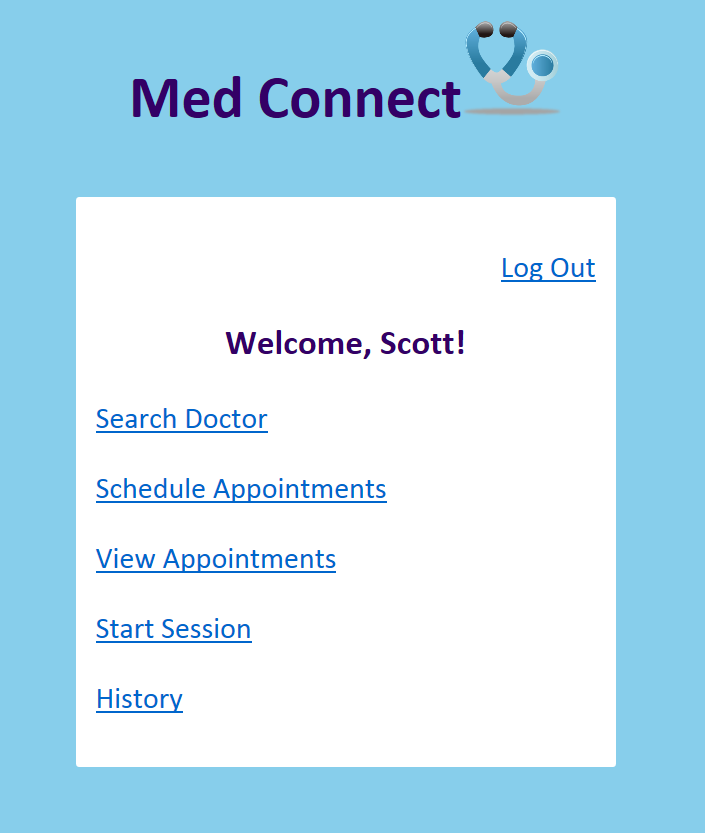 Med Connect
Log Out
Welcome, Scott!
Search Doctor
Schedule Appointments
View Appointments
Start Session
History